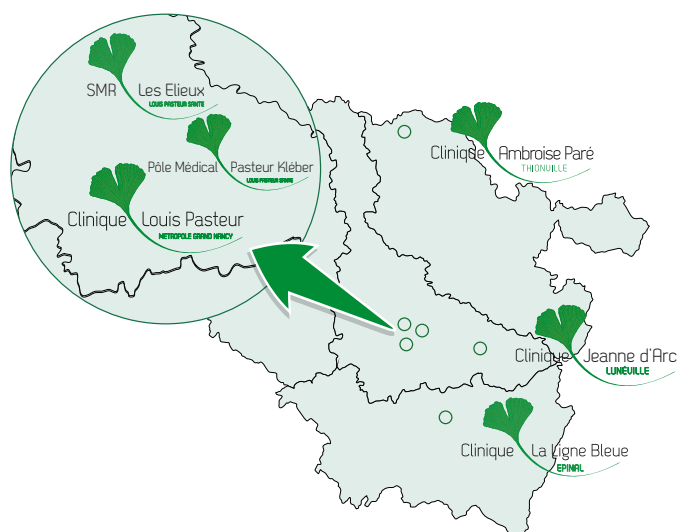 SMR Les Elieux
LOUIS PASTEUR SANTE
Pôle Médical Pasteur Kléber
LOUIS PASTEUR SANTE
Clinique Louis Pasteur
METROPOLE GRAND NANCY
Clinique Ambroise Paré
THIONVILLE
Clinique Jeanne d'Arc
LUNÉVILLE
Clinique La Ligne Bleue
EPINAL